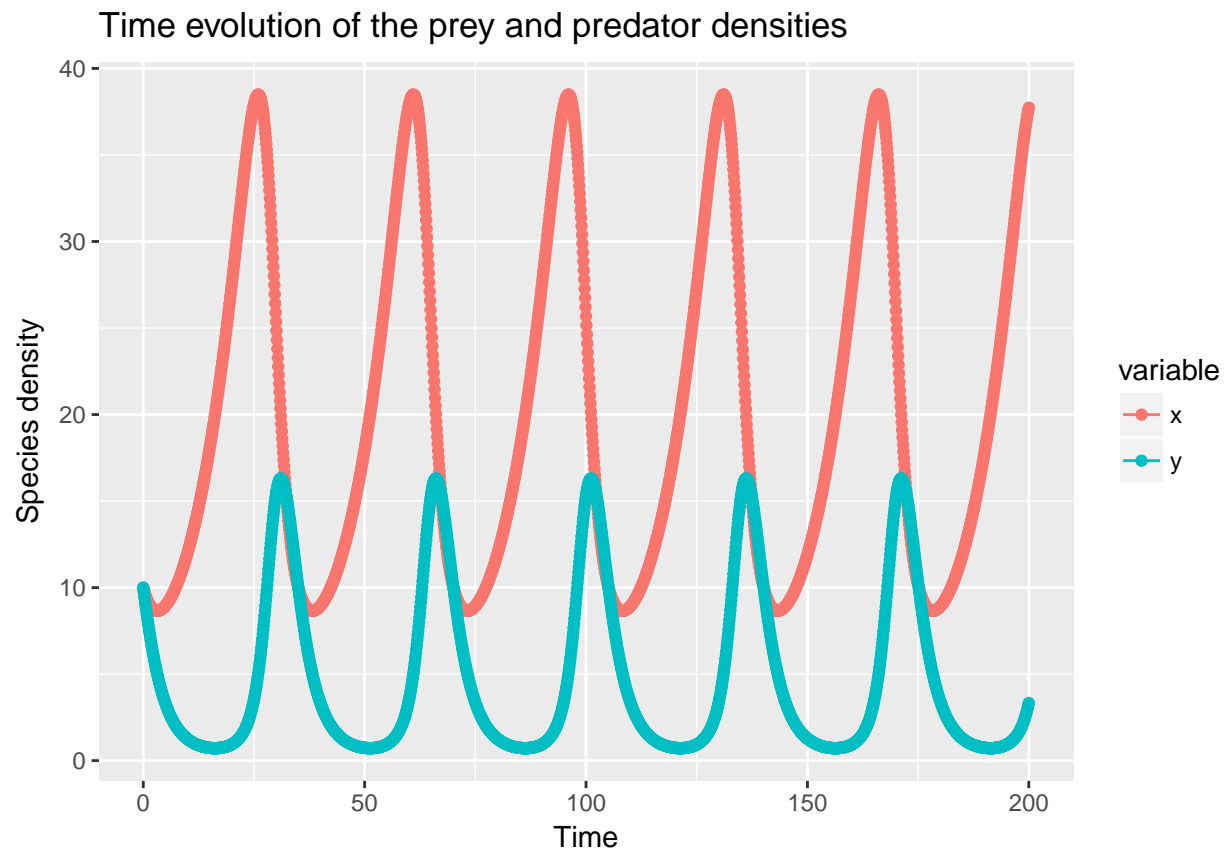 Time evolution of the prey and predator densities
40
30
20
10
0
Species density
0 50 100 150 200
Time
variable
x
y